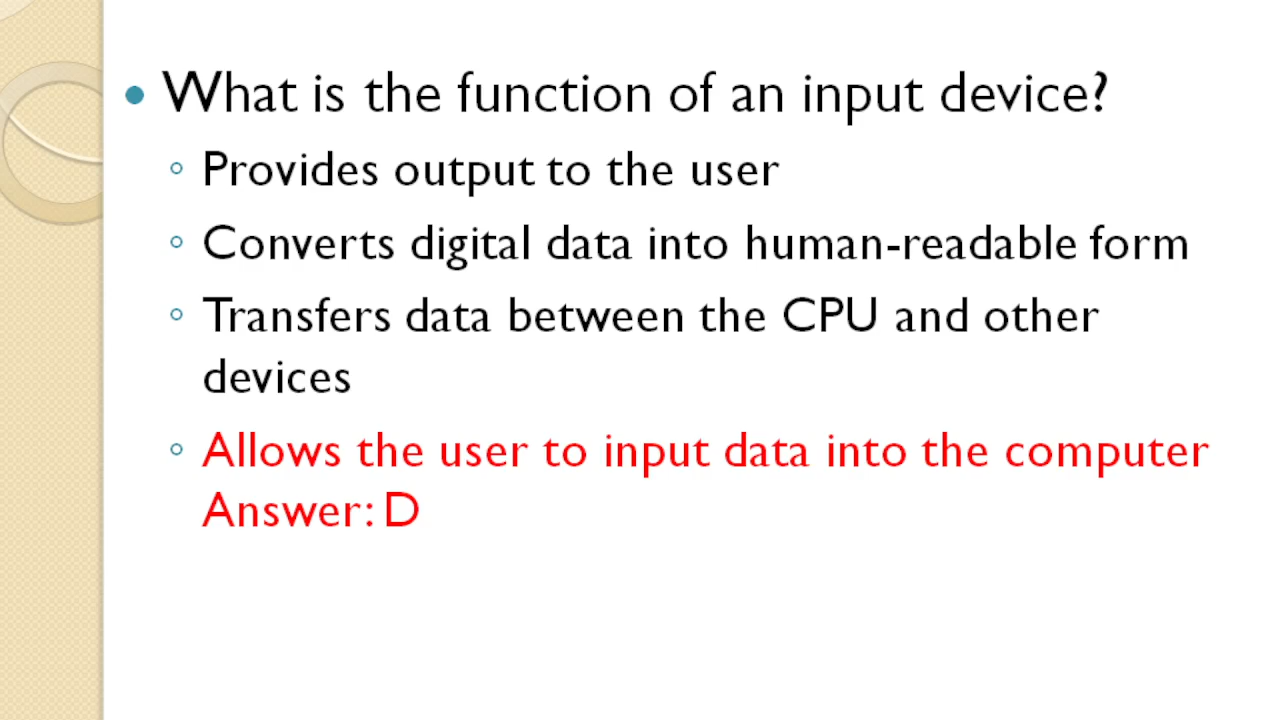 What is the function of an input device?
Provides output to the user
Converts digital data into human-readable form
Transfers data between the CPU and other
devices
Allows the user to input data into the computer
Answer: D